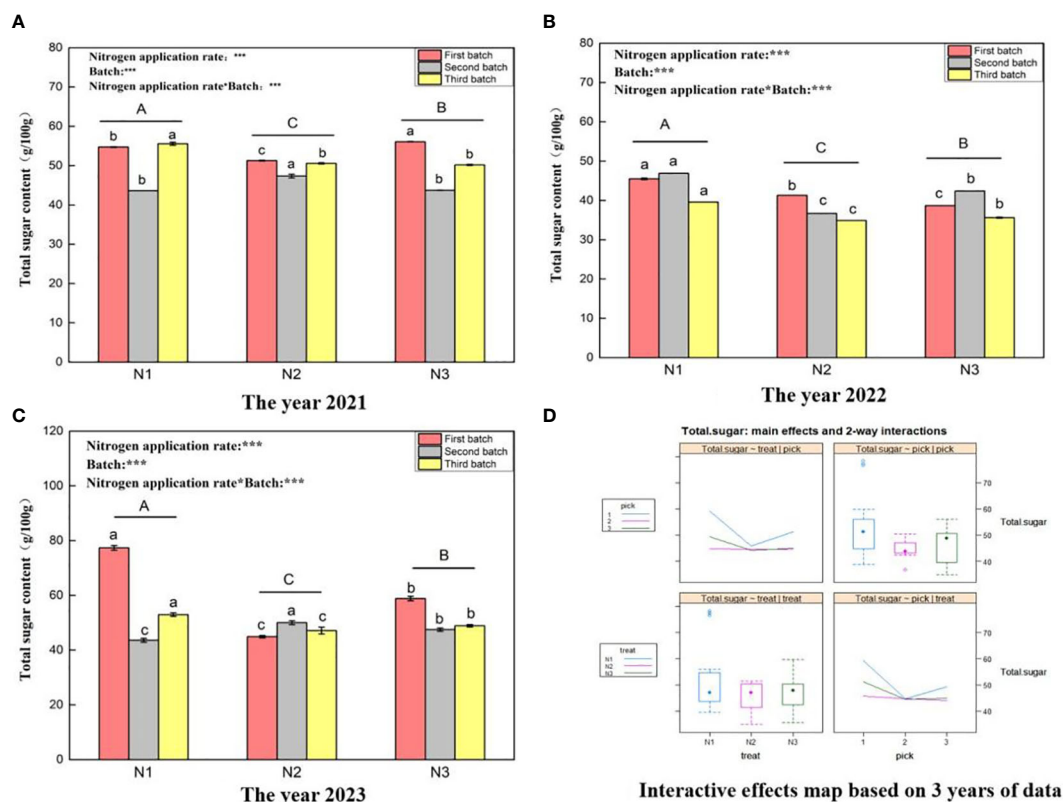 A
Nitrogen application rate: ***
Batch:***
Nitrogen application rate*Batch: ***
First batch
Second batch
Third batch
A
C
B
b
b
a
c
a
b
a
b
b
80
70
60
50
40
30
20
10
0
Total sugar content（g/100g）
N1
N2
N3
The year 2021
B
Nitrogen application rate:***
Batch:***
Nitrogen application rate*Batch:***
First batch
Second batch
Third batch
A
C
B
a
a
a
b
c
c
c
b
b
80
70
60
50
40
30
20
10
0
Total sugar content（g/100g）
N1
N2
N3
The year 2022
C
Nitrogen application rate:***
Batch:***
Nitrogen application rate*Batch:***
First batch
Second batch
Third batch
A
C
B
a
c
a
c
a
c
b
b
b
120
100
80
60
40
20
0
Total sugar content（g/100g）
N1
N2
N3
The year 2023
D
Total.sugar: main effects and 2-way interactions
Total.sugar ~ treat | pick
Total.sugar ~ pick | pick
pick
1
2
3
70
60
50
40
Total.sugar
Total.sugar ~ treat | treat
Total.sugar ~ pick | treat
treat
N1
N2
N3
70
60
50
40
Total.sugar
N1
N2
N3
treat
1
2
3
pick
Interactive effects map based on 3 years of data